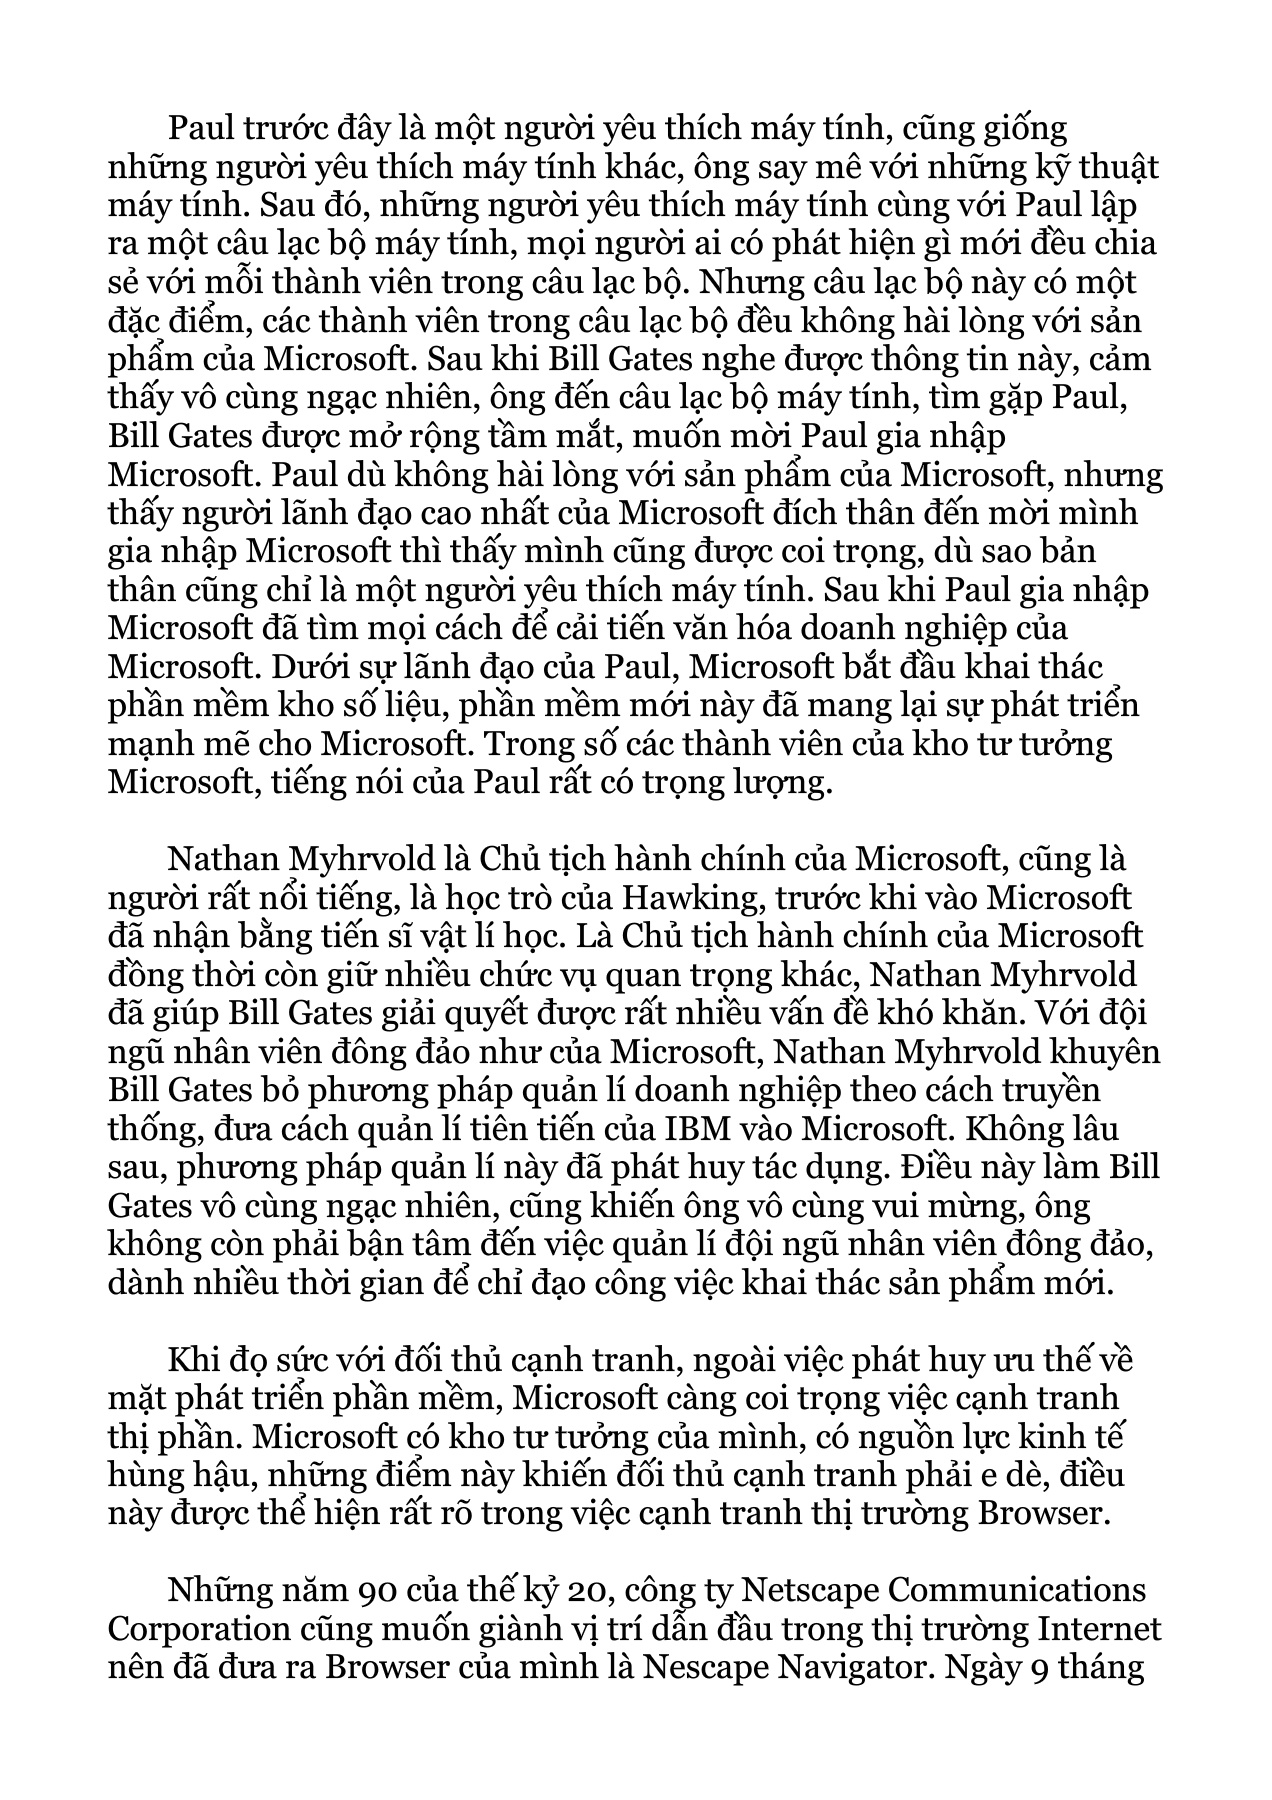 Paul trước đây là một người yêu thích máy tính, cũng giống
những người yêu thích máy tính khác, ông say mê với những kỹ thuật
máy tính. Sau đó, những người yêu thích máy tính cùng với Paul lập
ra một câu lạc bộ máy tính, mọi người ai có phát hiện gì mới đều chia
sẻ với mỗi thành viên trong câu lạc bộ. Nhưng câu lạc bộ này có một
đặc điểm, các thành viên trong câu lạc bộ đều không hài lòng với sản
phẩm của Microsoft. Sau khi Bill Gates nghe được thông tin này, cảm
thấy vô cùng ngạc nhiên, ông đến câu lạc bộ máy tính, tìm gặp Paul,
Bill Gates được mở rộng tầm mắt, muốn mời Paul gia nhập
Microsoft. Paul dù không hài lòng với sản phẩm của Microsoft, nhưng
thấy người lãnh đạo cao nhất của Microsoft đích thân đến mời mình
gia nhập Microsoft thì thấy mình cũng được coi trọng, dù sao bản
thân cũng chỉ là một người yêu thích máy tính. Sau khi Paul gia nhập
Microsoft đã tìm mọi cách để cải tiến văn hóa doanh nghiệp của
Microsoft. Dưới sự lãnh đạo của Paul, Microsoft bắt đầu khai thác
phần mềm kho số liệu, phần mềm mới này đã mang lại sự phát triển
mạnh mẽ cho Microsoft. Trong số các thành viên của kho tư tưởng
Microsoft, tiếng nói của Paul rất có trọng lượng.
Nathan Myhrvold là Chủ tịch hành chính của Microsoft, cũng là
người rất nổi tiếng, là học trò của Hawking, trước khi vào Microsoft
đã nhận bằng tiến sĩ vật lí học. Là Chủ tịch hành chính của Microsoft
đồng thời còn giữ nhiều chức vụ quan trọng khác, Nathan Myhrvold
đã giúp Bill Gates giải quyết được rất nhiều vấn đề khó khăn. Với đội
ngũ nhân viên đông đảo như của Microsoft, Nathan Myhrvold khuyên
Bill Gates bỏ phương pháp quản lí doanh nghiệp theo cách truyền
thống, đưa cách quản lí tiên tiến của IBM vào Microsoft. Không lâu
sau, phương pháp quản lí này đã phát huy tác dụng. Điều này làm Bill
Gates vô cùng ngạc nhiên, cũng khiến ông vô cùng vui mừng, ông
không còn phải bận tâm đến việc quản lí đội ngũ nhân viên đông đảo,
dành nhiều thời gian để chỉ đạo công việc khai thác sản phẩm mới.
Khi đọ sức với đối thủ cạnh tranh, ngoài việc phát huy ưu thế về
mặt phát triển phần mềm, Microsoft càng coi trọng việc cạnh tranh
thị phần. Microsoft có kho tư tưởng của mình, có nguồn lực kinh tế
hùng hậu, những điểm này khiến đối thủ cạnh tranh phải e dè, điều
này được thể hiện rất rõ trong việc cạnh tranh thị trường Browser.
Những năm 90 của thế kỷ 20, công ty Netscape Communications
Corporation cũng muốn giành vị trí dẫn đầu trong thị trường Internet
nên đã đưa ra Browser của mình là Nescape Navigator. Ngày 9 tháng